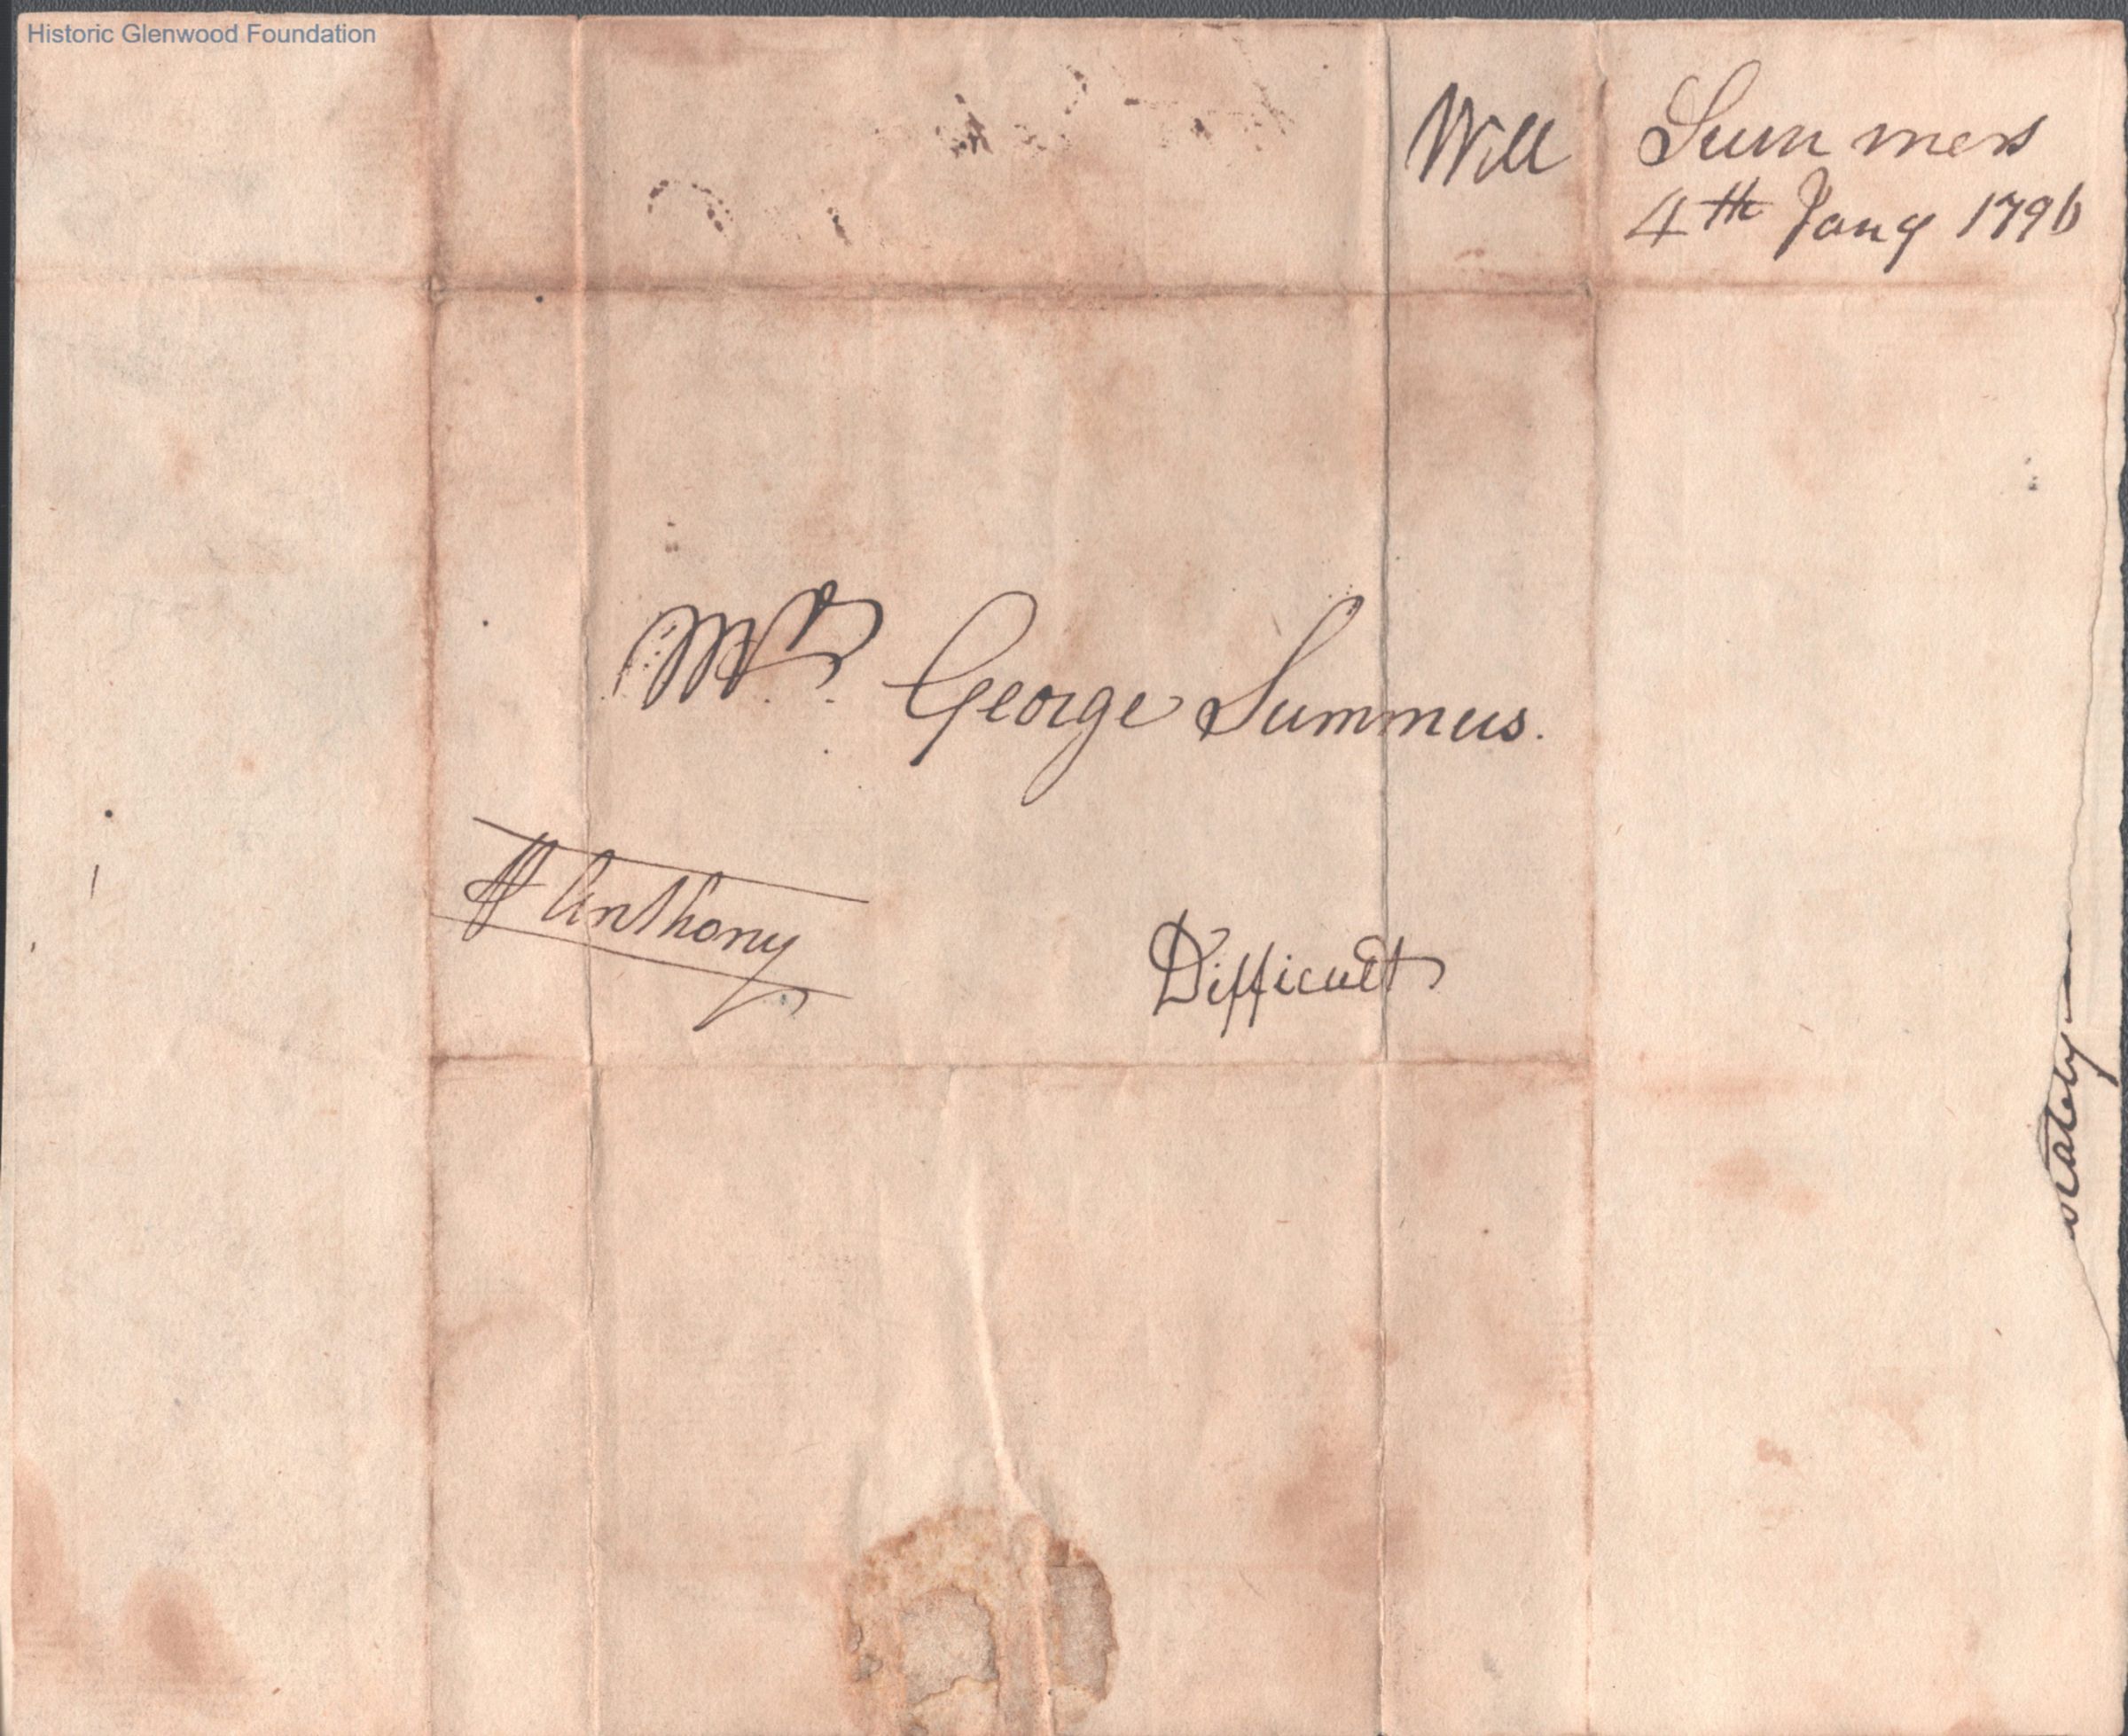 Historic Glenwood Foundation
Will Summers
4th Jany 1796
Mr. George Summers.
Anthony
Difficult